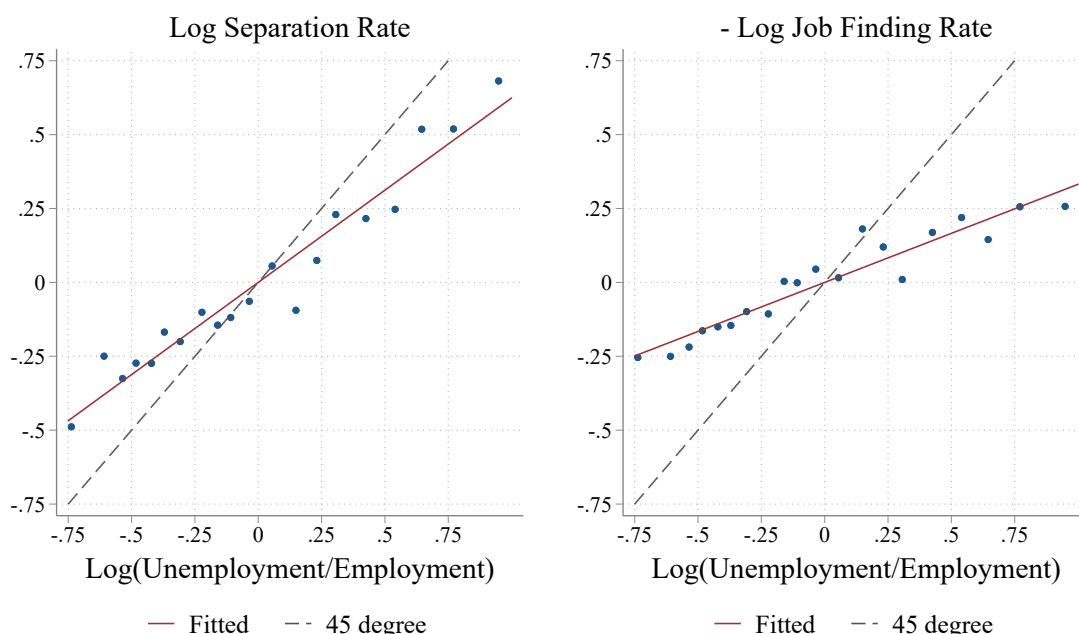 Log Separation Rate
.75
.5
.25
0
-.25
-.5
-.75
-.75 -.5 -.25 0 .25 .5 .75
Log(Unemployment/Employment)
Fitted 45 degree
- Log Job Finding Rate
.75
.5
.25
0
-.25
-.5
-.75
-.75 -.5 -.25 0 .25 .5 .75
Log(Unemployment/Employment)
Fitted 45 degree